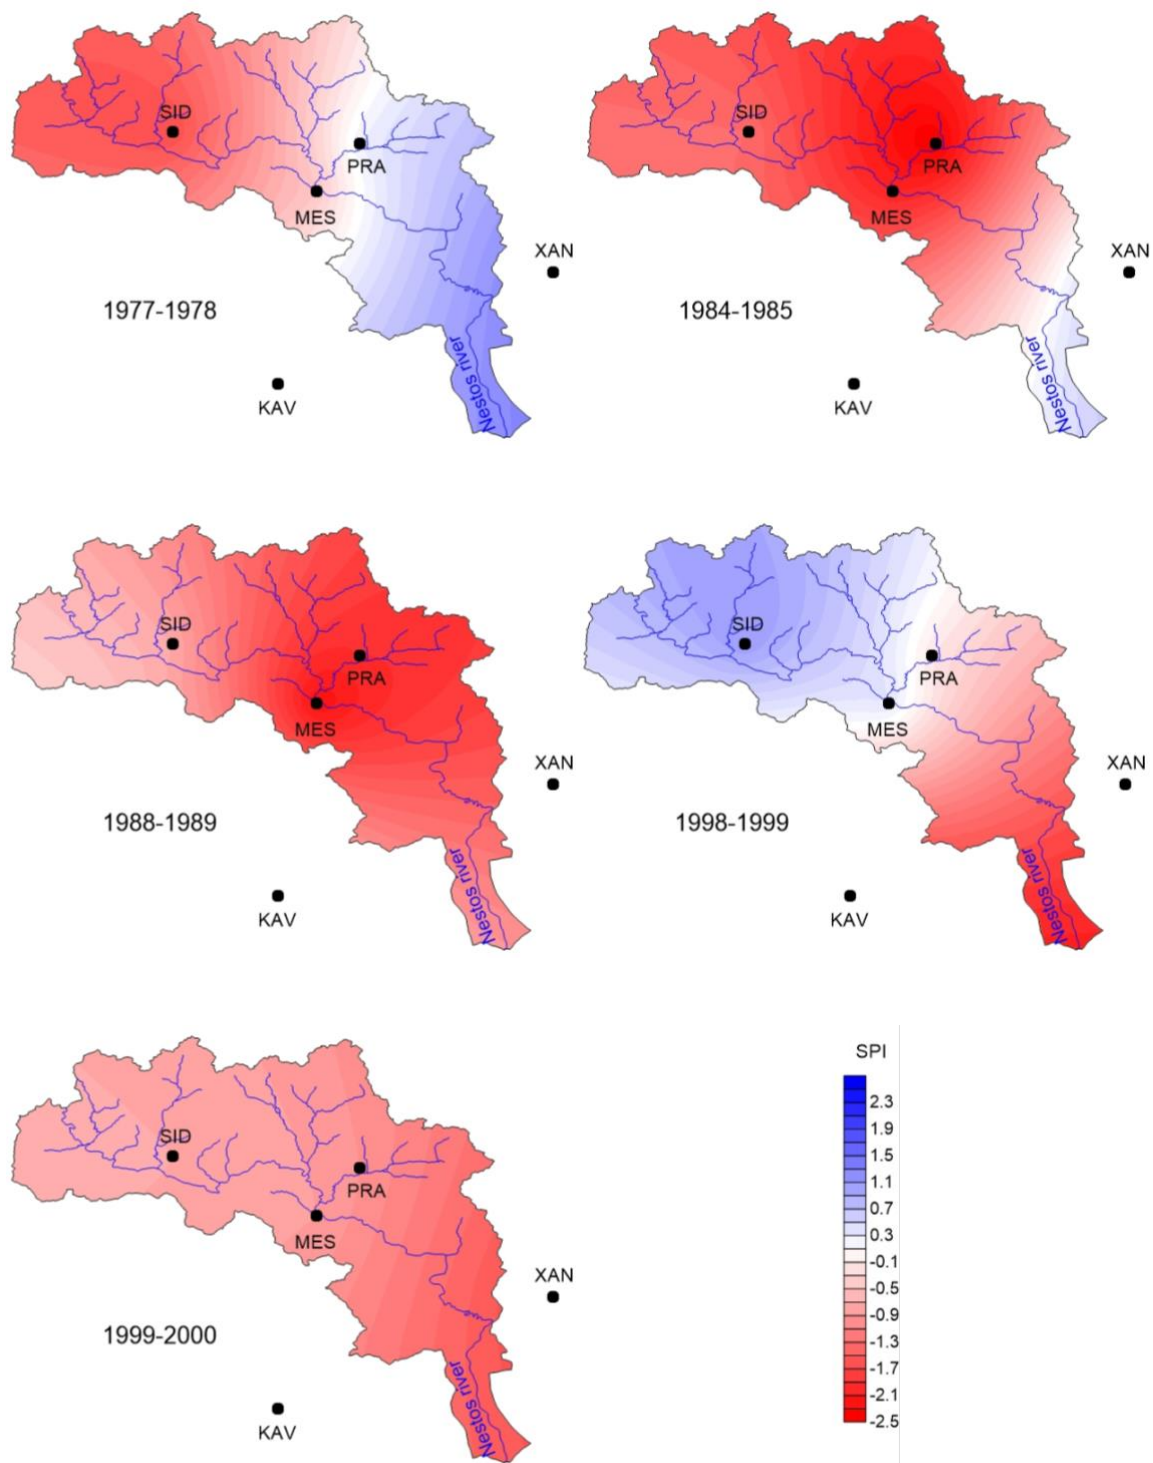 SID
PRA
MES
XAN
1977-1978
KAV
Nestos river
SID
PRA
MES
XAN
1984-1985
KAV
Nestos river
SID
PRA
MES
XAN
1988-1989
KAV
Nestos river
SID
PRA
MES
XAN
1998-1999
KAV
Nestos river
SID
PRA
MES
XAN
1999-2000
KAV
Nestos river
SPI
2.3
1.9
1.5
1.1
0.7
0.3
-0.1
-0.5
-0.9
-1.3
-1.7
-2.1
-2.5